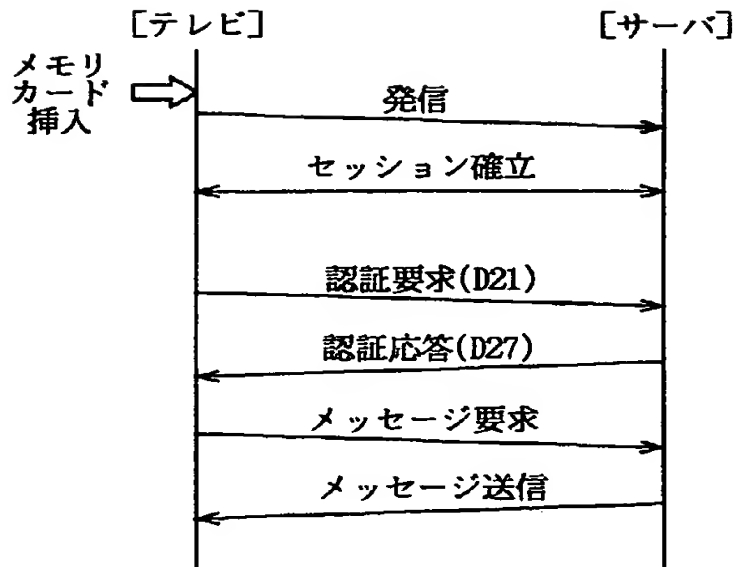 [テレビ]
[サーバ]
メモリ
カード
挿入
発信
セッション確立
認証要求(D21)
認証応答(D27)
メッセージ要求
メッセージ送信